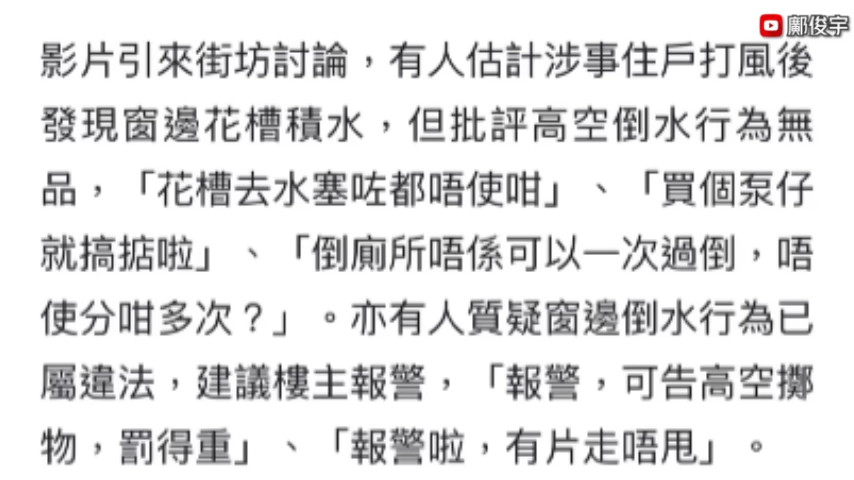 鄺俊宇
影片引來街坊討論，有人估計涉事住戶打風後
發現窗邊花槽積水，但批評高空倒水行為無
品，「花槽去水塞咗都唔使咁」、「買個泵仔
就搞掂啦」、「倒廁所唔係可以一次過倒，唔
使分咁多次？」。亦有人質疑窗邊倒水行為已
屬違法，建議樓主報警，「報警，可告高空擲
物，罰得重」、「報警啦，有片走唔甩」。